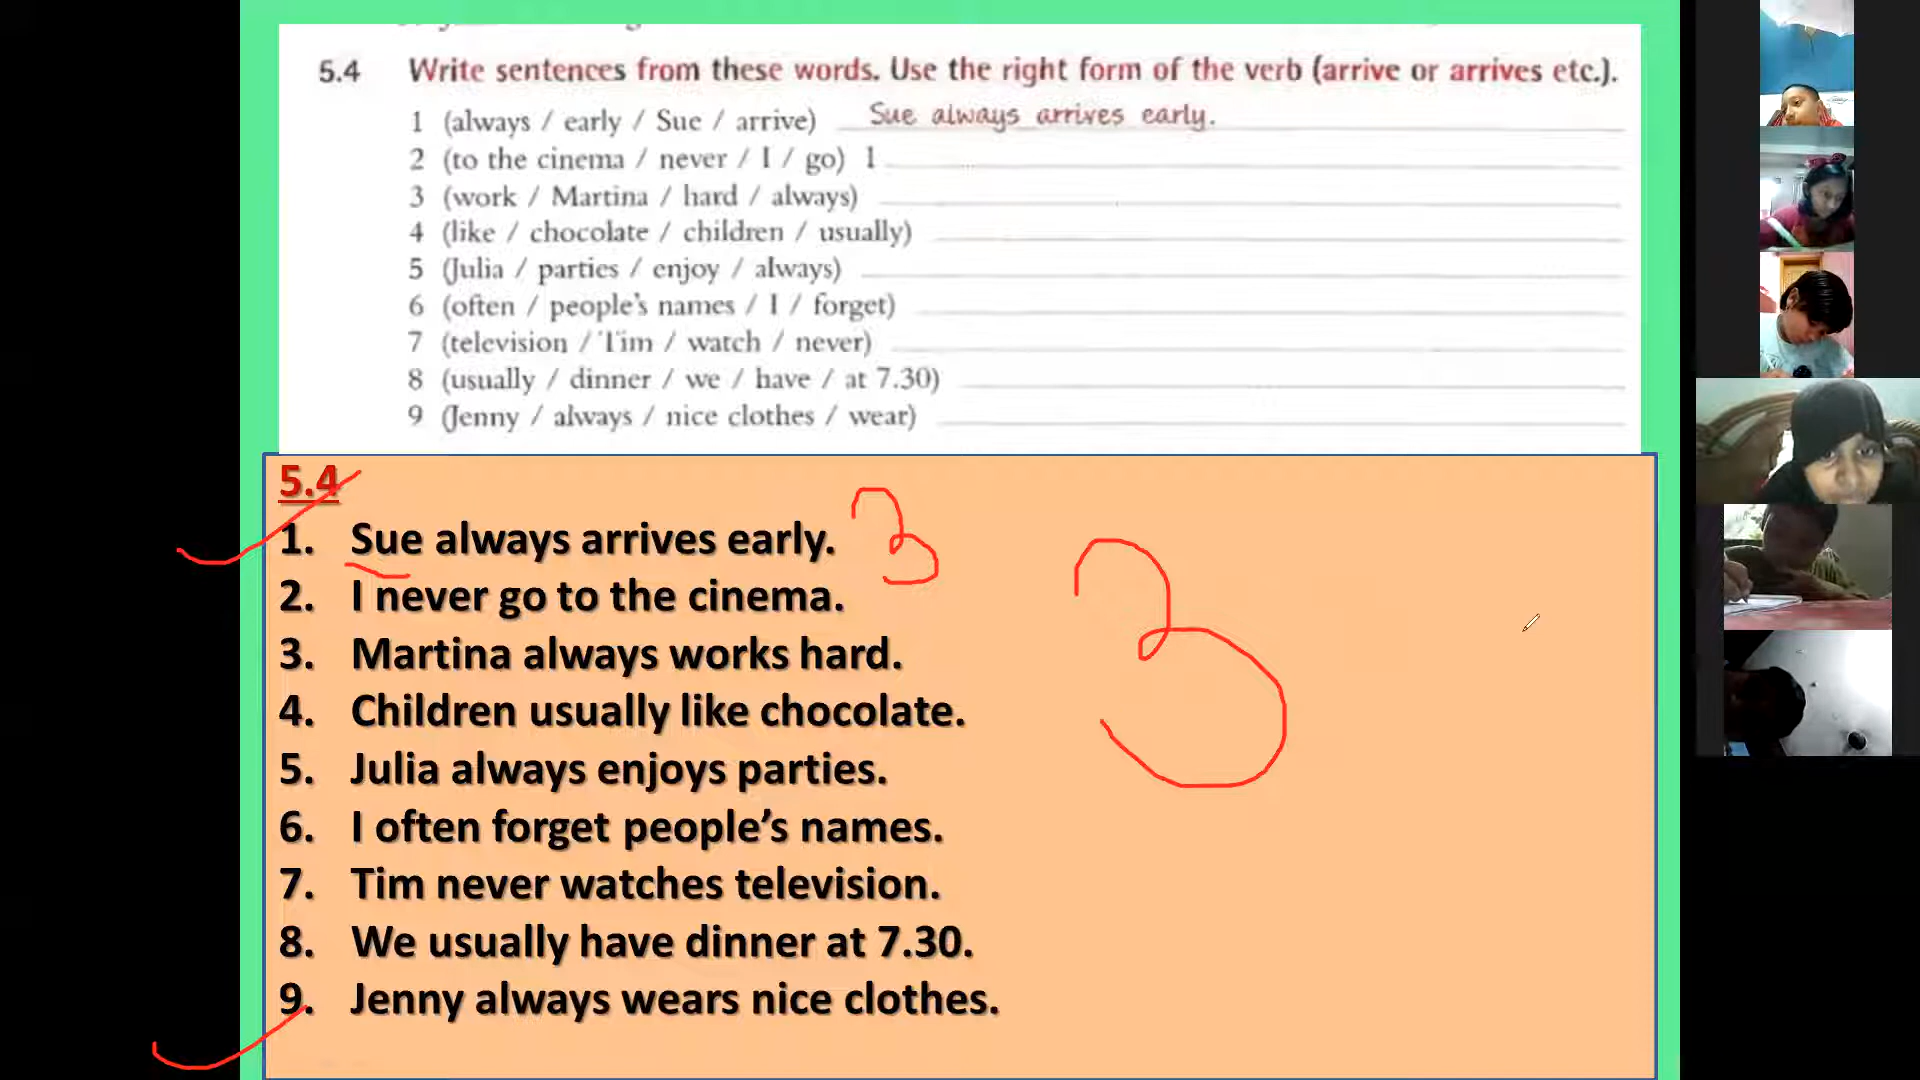 5.4 Write sentences from these words. Use the right form of the verb (arrive or arrives etc.).
1 (always / early / Sue / arrive) Sue always arrives early.
2 (to the cinema / never / I / go) I
3 (work / Martina / hard / always)
4 (like / chocolate / children / usually)
5 (Julia / parties / enjoy / always)
6 (often / people's names / I / forget)
7 (television / Tim / watch / never)
8 (usually / dinner / we / have / at 7.30)
9 (Jenny / always / nice clothes / wear)
5.4
1. Sue always arrives early. 3
2. I never go to the cinema. 3
3. Martina always works hard.
4. Children usually like chocolate.
5. Julia always enjoys parties.
6. I often forget people’s names.
7. Tim never watches television.
8. We usually have dinner at 7.30.
9. Jenny always wears nice clothes.